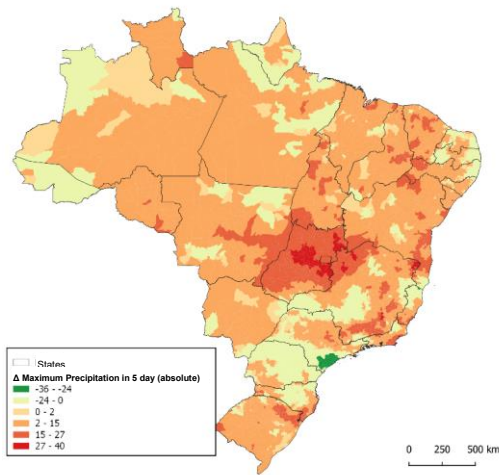 States
Δ Maximum Precipitation in 5 day (absolute)
-36 - -24
-24 - 0
0 - 2
2 - 15
15 - 27
27 - 40
0 250 500 km